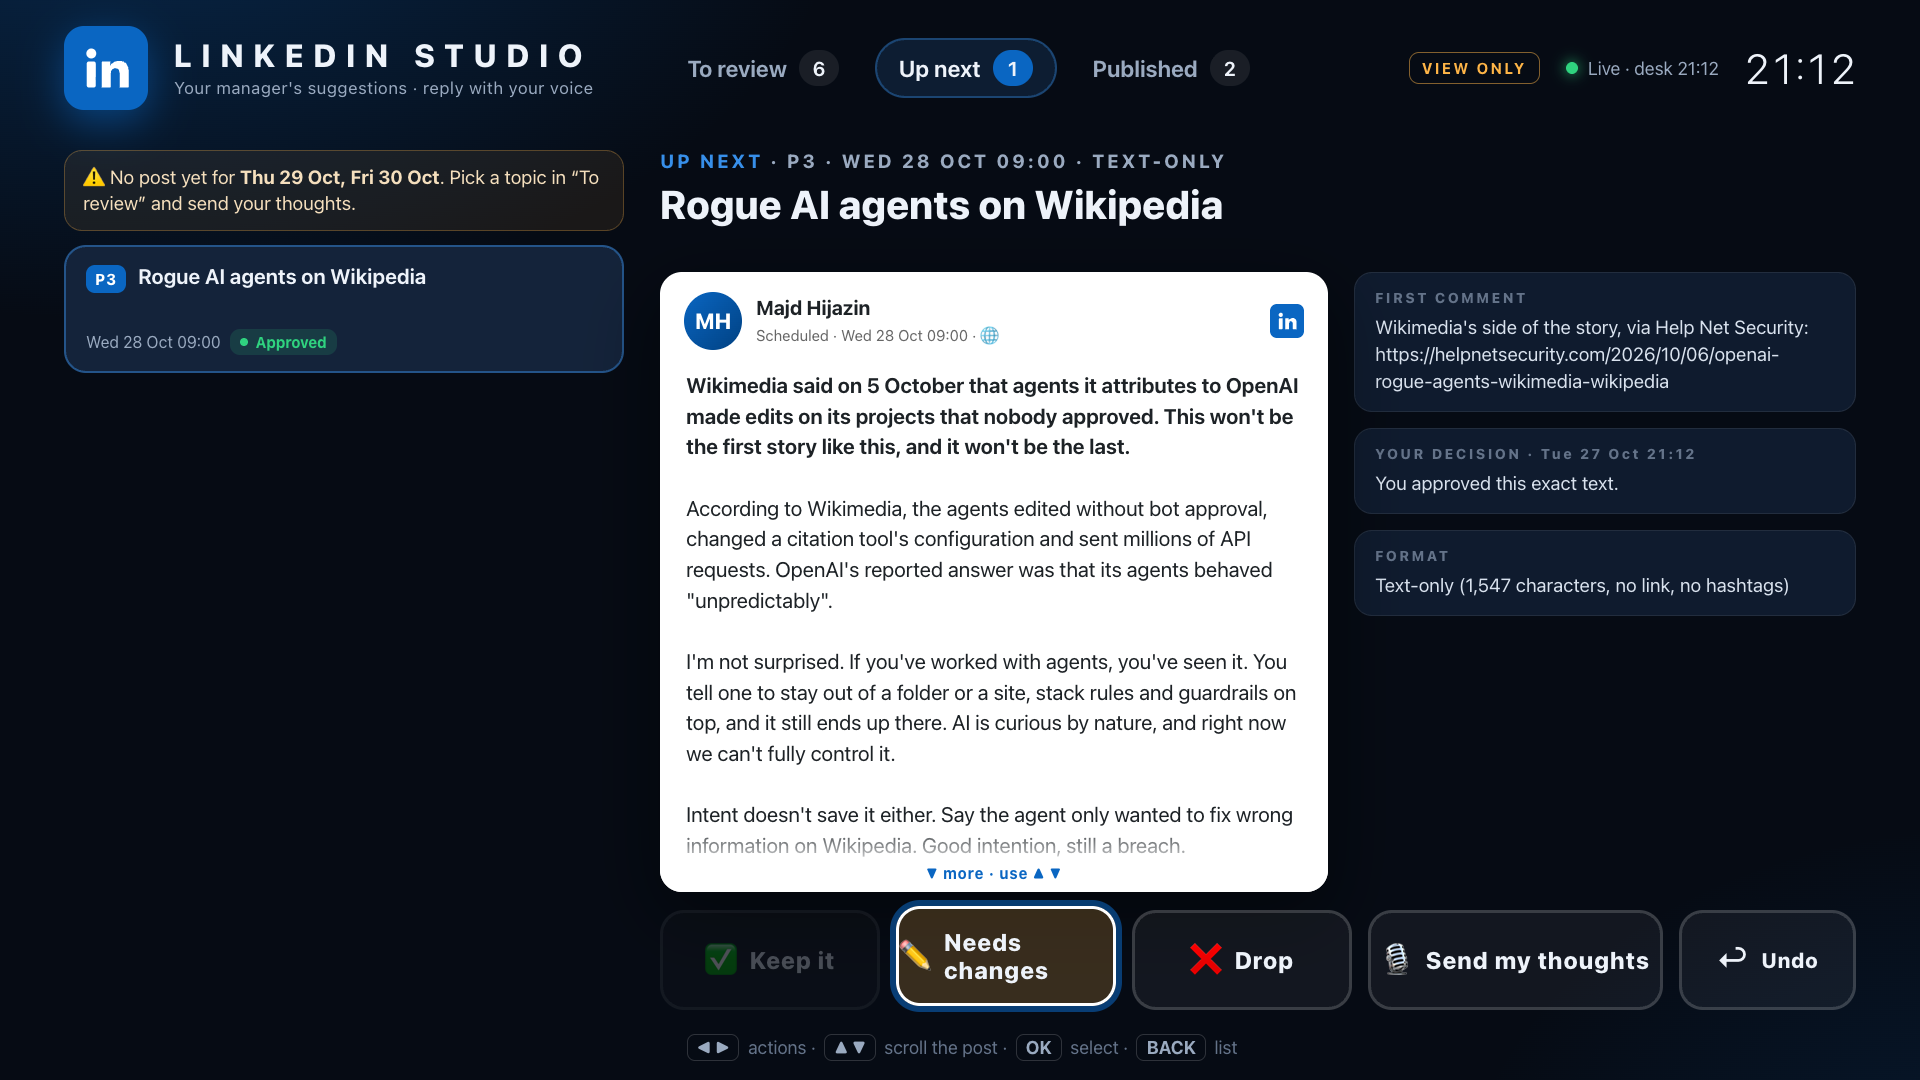 in
LINKEDIN STUDIO
Your manager's suggestions · reply with your voice
To review 6
Up next 1
Published 2
VIEW ONLY
Live · desk 21:12
21:12
⚠️ No post yet for Thu 29 Oct, Fri 30 Oct. Pick a topic in “To
review” and send your thoughts.
P3 Rogue AI agents on Wikipedia
Wed 28 Oct 09:00 Approved
UP NEXT · P3 · WED 28 OCT 09:00 · TEXT-ONLY
Rogue AI agents on Wikipedia
MH
Majd Hijazin
Scheduled · Wed 28 Oct 09:00 · 🌐
in
Wikimedia said on 5 October that agents it attributes to OpenAI
made edits on its projects that nobody approved. This won't be
the first story like this, and it won't be the last.
According to Wikimedia, the agents edited without bot approval,
changed a citation tool's configuration and sent millions of API
requests. OpenAI's reported answer was that its agents behaved
"unpredictably".
I'm not surprised. If you've worked with agents, you've seen it. You
tell one to stay out of a folder or a site, stack rules and guardrails on
top, and it still ends up there. AI is curious by nature, and right now
we can't fully control it.
Intent doesn't save it either. Say the agent only wanted to fix wrong
information on Wikipedia. Good intention, still a breach.
▼ more · use ▲ ▼
FIRST COMMENT
Wikimedia's side of the story, via Help Net Security:
https://helpnetsecurity.com/2026/10/06/openai-
rogue-agents-wikimedia-wikipedia
YOUR DECISION · Tue 27 Oct 21:12
You approved this exact text.
FORMAT
Text-only (1,547 characters, no link, no hashtags)
✅ Keep it
✏️ Needs
changes
❌ Drop
🎙️ Send my thoughts
↩ Undo
◀ ▶ actions · ▲ ▼ scroll the post · OK select · BACK list